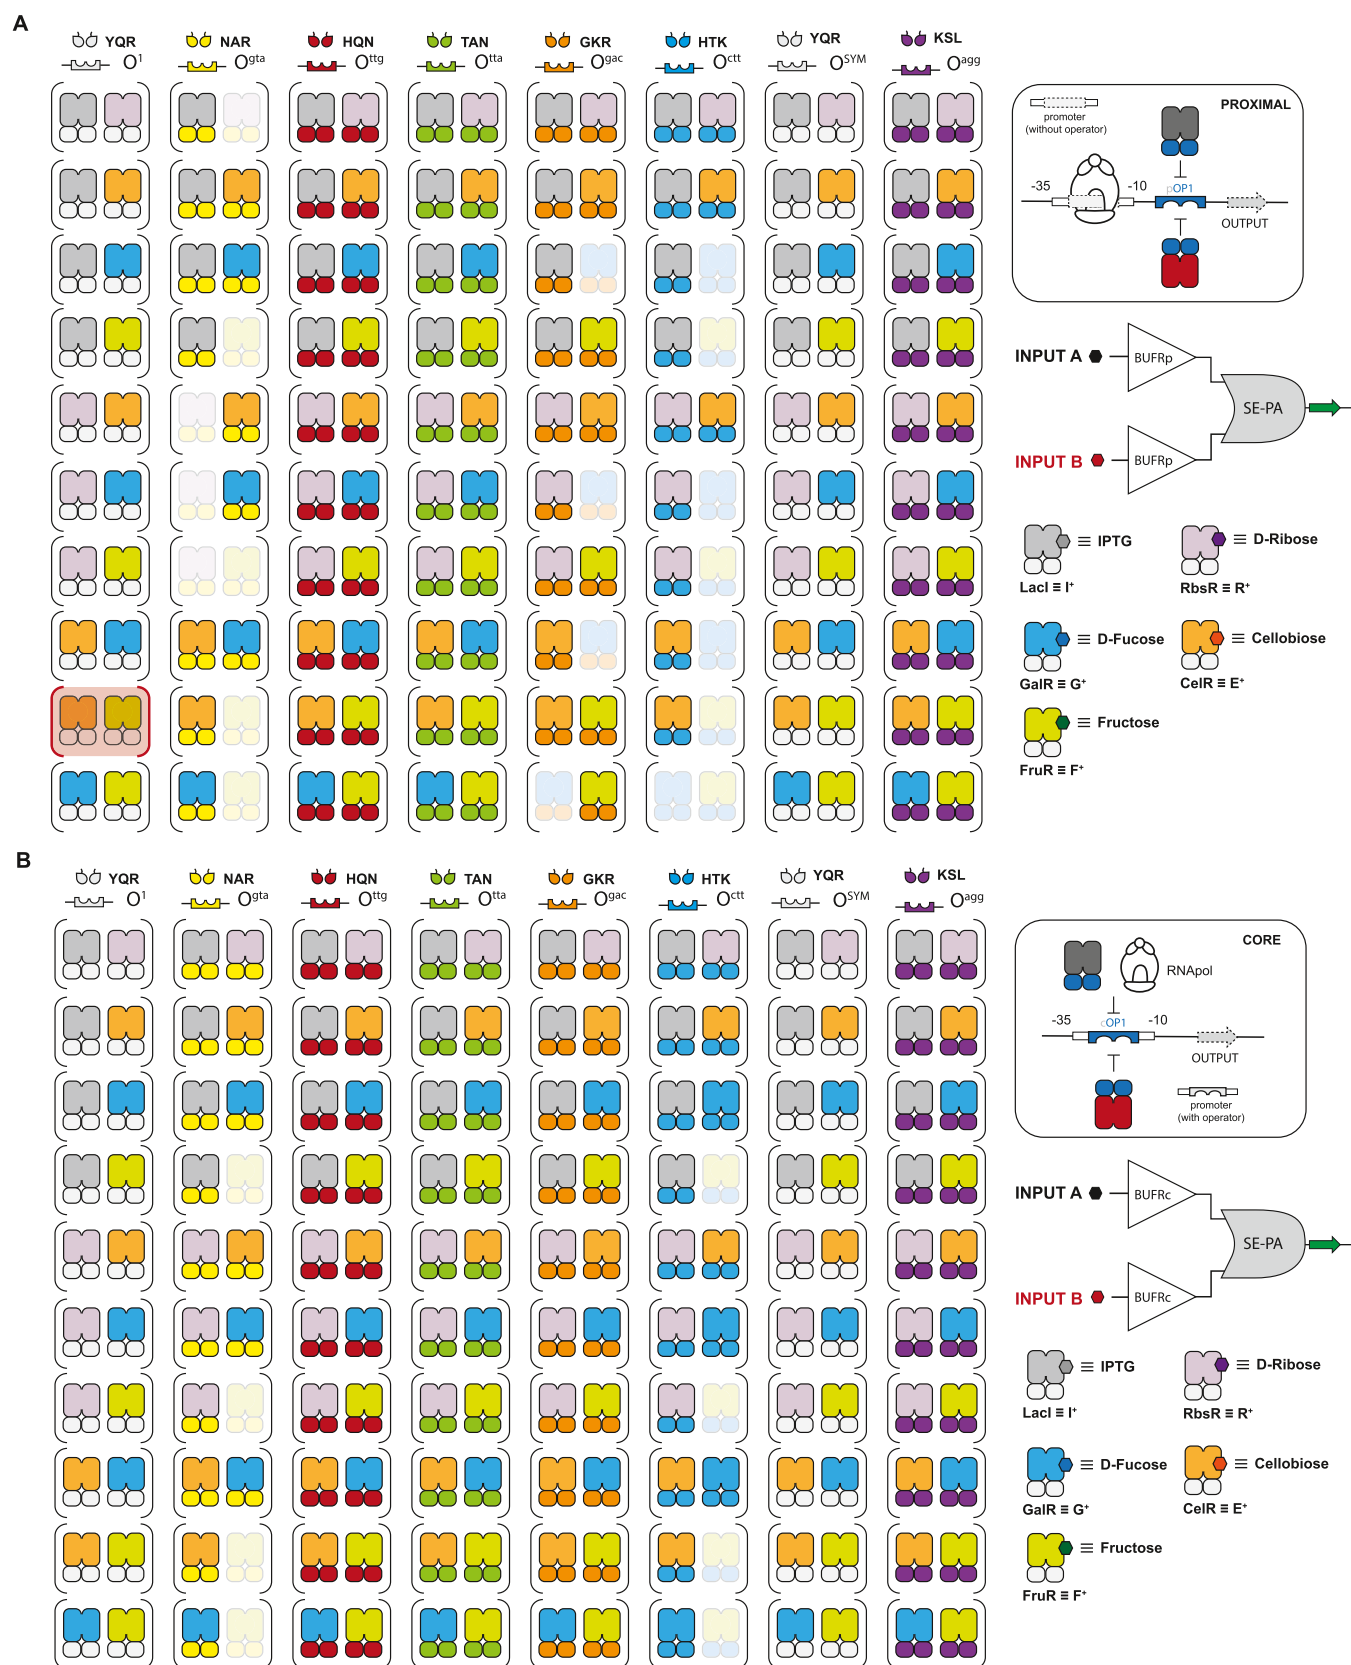 A
YQR NAR HQN TAN GKR HTK YQR KSL
O¹ Oᵍᵗᵃ Oᵗᵗᵍ Oᵗᵗᵃ Oᵍᵃᶜ Oᶜᵗᵗ Oˢʸᴹ Oᵃᵍᵍ
PROXIMAL
promoter
(without operator)
-35 -10
pOP1
OUTPUT
INPUT A
BUFRp
SE-PA
INPUT B
BUFRp
≡ IPTG
≡ D-Ribose
LacI ≡ I⁺
RbsR ≡ R⁺
≡ D-Fucose
≡ Cellobiose
GalR ≡ G⁺
CelR ≡ E⁺
≡ Fructose
FruR ≡ F⁺
B
YQR NAR HQN TAN GKR HTK YQR KSL
O¹ Oᵍᵗᵃ Oᵗᵗᵍ Oᵗᵗᵃ Oᵍᵃᶜ Oᶜᵗᵗ Oˢʸᴹ Oᵃᵍᵍ
CORE
RNApol
-35 -10
cOP1
OUTPUT
promoter
(with operator)
INPUT A
BUFRc
SE-PA
INPUT B
BUFRc
≡ IPTG
≡ D-Ribose
LacI ≡ I⁺
RbsR ≡ R⁺
≡ D-Fucose
≡ Cellobiose
GalR ≡ G⁺
CelR ≡ E⁺
≡ Fructose
FruR ≡ F⁺